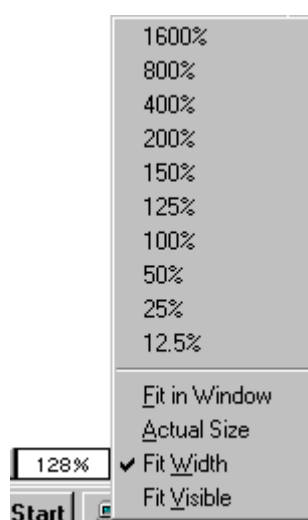 1600%
800%
400%
200%
150%
125%
100%
50%
25%
12.5%
Fit in Window
Actual Size
128%
Fit Width
Fit Visible
Start